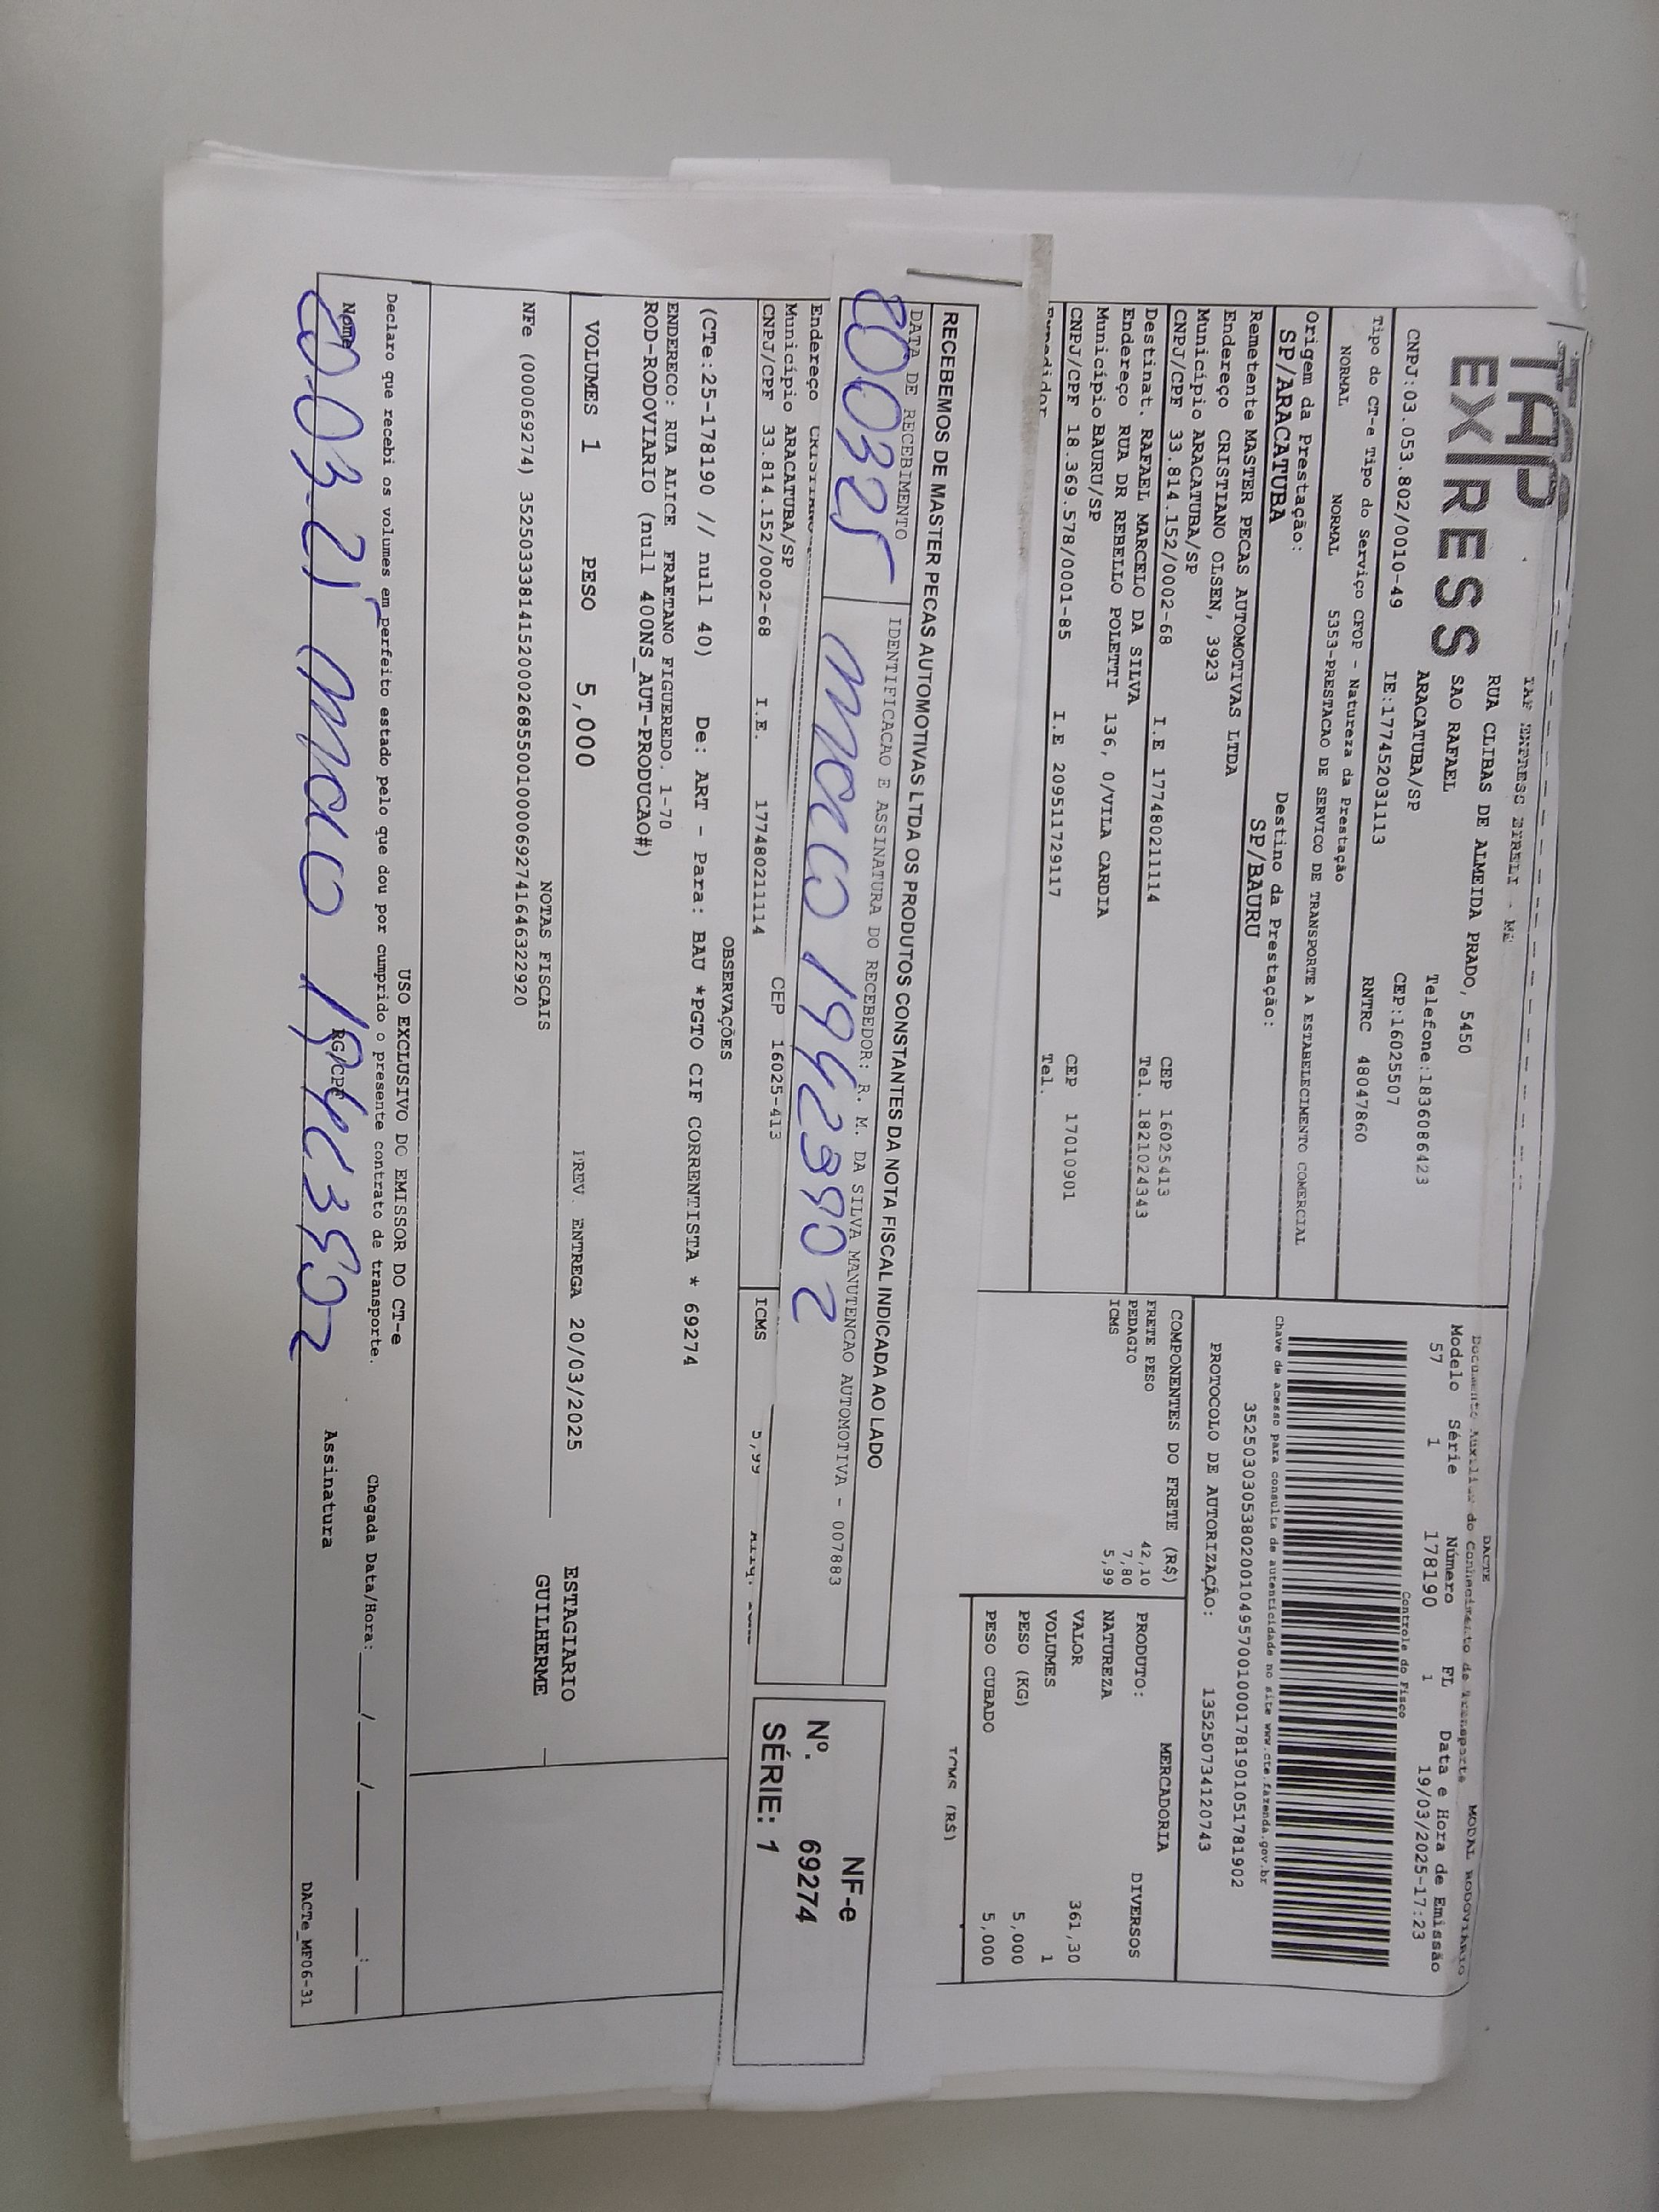 TAP EXPRESS
TAP EXPRESS EIRELI - ME
RUA CLIBAS DE ALMEIDA PRADO, 5450
SAO RAFAEL
Telefone:1836086423
ARACATUBA/SP
CEP:16025507
CNPJ:03.053.802/0010-49 IE:177452031113 RNTRC 48047860
Tipo do CT-e Tipo do Serviço CFOP - Natureza da Prestação
NORMAL NORMAL 5353-PRESTACAO DE SERVICO DE TRANSPORTE A ESTABELECIMENTO COMERCIAL
Origem da Prestação: Destino da Prestação:
SP/ARACATUBA SP/BAURU
Remetente MASTER PECAS AUTOMOTIVAS LTDA
Endereço CRISTIANO OLSEN, 3923
Município ARACATUBA/SP CEP 16025413
CNPJ/CPF 33.814.152/0002-68 I.E 177480211114 Tel. 1821024343
Destinat. RAFAEL MARCELO DA SILVA
Endereço RUA DR REBELLO POLETTI 136, 0/VILA CARDIA
Município BAURU/SP CEP 17010901
CNPJ/CPF 18.369.578/0001-85 I.E 209511729117 Tel.
DACTE MODAL RODOVIARIO
Documento Auxiliar do Conhecimento de Transporte
Modelo Série Número FL Data e Hora de Emissão
57 1 178190 1 19/03/2025-17:23
Controle do Fisco
Chave de acesso para consulta de autenticidade no site www.cte.fazenda.gov.br
35250303053802001049570010001781901051781902
PROTOCOLO DE AUTORIZAÇÃO: 135250734120743
COMPONENTES DO FRETE (R$)
FRETE PESO 42,10
PEDAGIO 7,80
ICMS 5,99
MERCADORIA
PRODUTO: DIVERSOS
NATUREZA
VALOR 361,30
VOLUMES 1
PESO (KG) 5,000
PESO CUBADO 5,000
ICMS (R$)
RECEBEMOS DE MASTER PECAS AUTOMOTIVAS LTDA OS PRODUTOS CONSTANTES DA NOTA FISCAL INDICADA AO LADO
DATA DE RECEBIMENTO IDENTIFICACAO E ASSINATURA DO RECEBEDOR: R. M. DA SILVA MANUTENCAO AUTOMOTIVA - 007883
200325 194239902
NF-e
Nº. 69274
SÉRIE: 1
Endereço
Município ARACATUBA/SP CEP 16025-413
CNPJ/CPF 33.814.152/0002-68 I.E. 177480211114 ICMS 5,99
OBSERVAÇÕES
(CTe:25-178190 // null 40) De: ART - Para: BAU *PGTO CIF CORRENTISTA * 69274
ENDERECO: RUA ALICE FRAETANO FIGUEREDO. 1-70
ROD-RODOVIARIO (null 400NS_AUT-PRODUCAO#)
VOLUMES 1 PESO 5,000 PREV. ENTREGA 20/03/2025 ESTAGIARIO
NOTAS FISCAIS GUILHERME
NFe (000069274) 35250333814152000268550010000692741646322920
USO EXCLUSIVO DO EMISSOR DO CT-e
Declaro que recebi os volumes em perfeito estado pelo que dou por cumprido o presente contrato de transporte. Chegada Data/Hora: ___/___/_____ ___:___
Nome RG/CPF Assinatura
20.03.25
DACTe_MF06-31